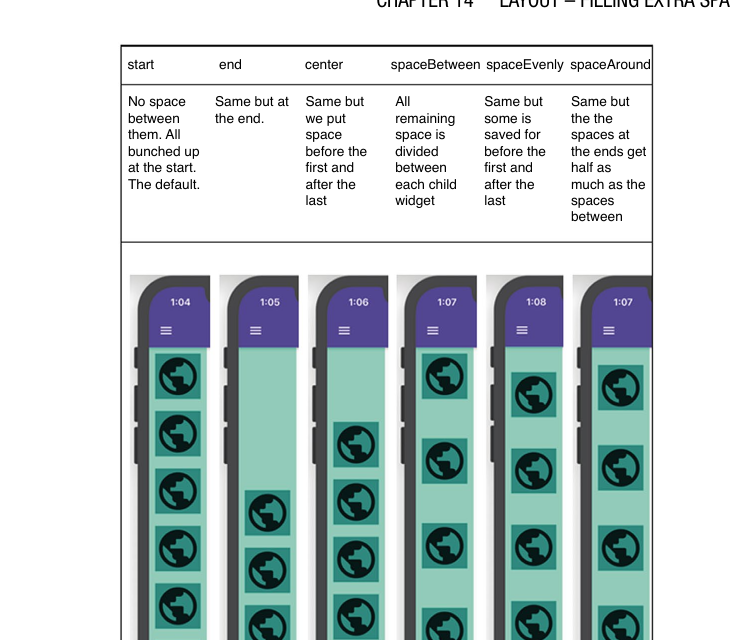 CHAPTER 14 LAYOUT – FILLING EXTRA SPA
start end center spaceBetween spaceEvenly spaceAround
No space
between
them. All
bunched up
at the start.
The default.
Same but at
the end.
Same but
we put
space
before the
first and
after the
last
All
remaining
space is
divided
between
each child
widget
Same but
some is
saved for
before the
first and
after the
last
Same but
the the
spaces at
the ends get
half as
much as the
spaces
between
1:04 1:05 1:06 1:07 1:08 1:07